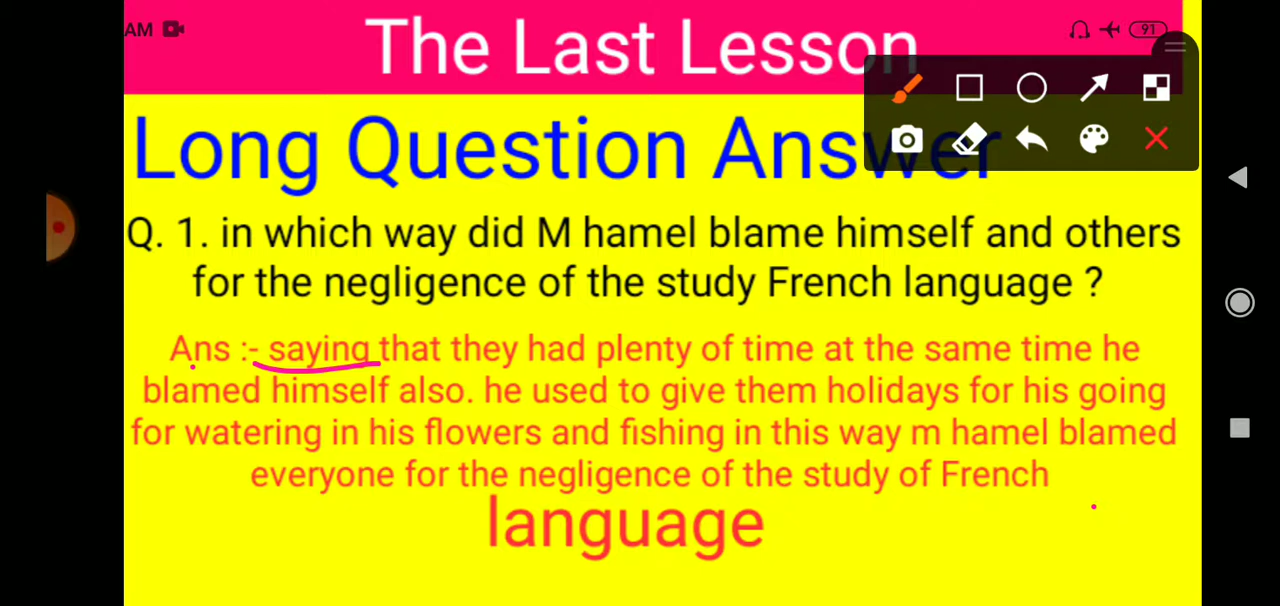 AM 91
The Last Lesson
Long Question Answer
Q. 1. in which way did M hamel blame himself and others
for the negligence of the study French language ?
Ans :- saying that they had plenty of time at the same time he
blamed himself also. he used to give them holidays for his going
for watering in his flowers and fishing in this way m hamel blamed
everyone for the negligence of the study of French
language